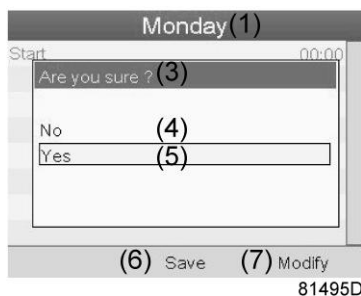 Monday(1)
Start 00:00
Are you sure ?(3)
No (4)
Yes (5)
(6) Save (7) Modify
81495D